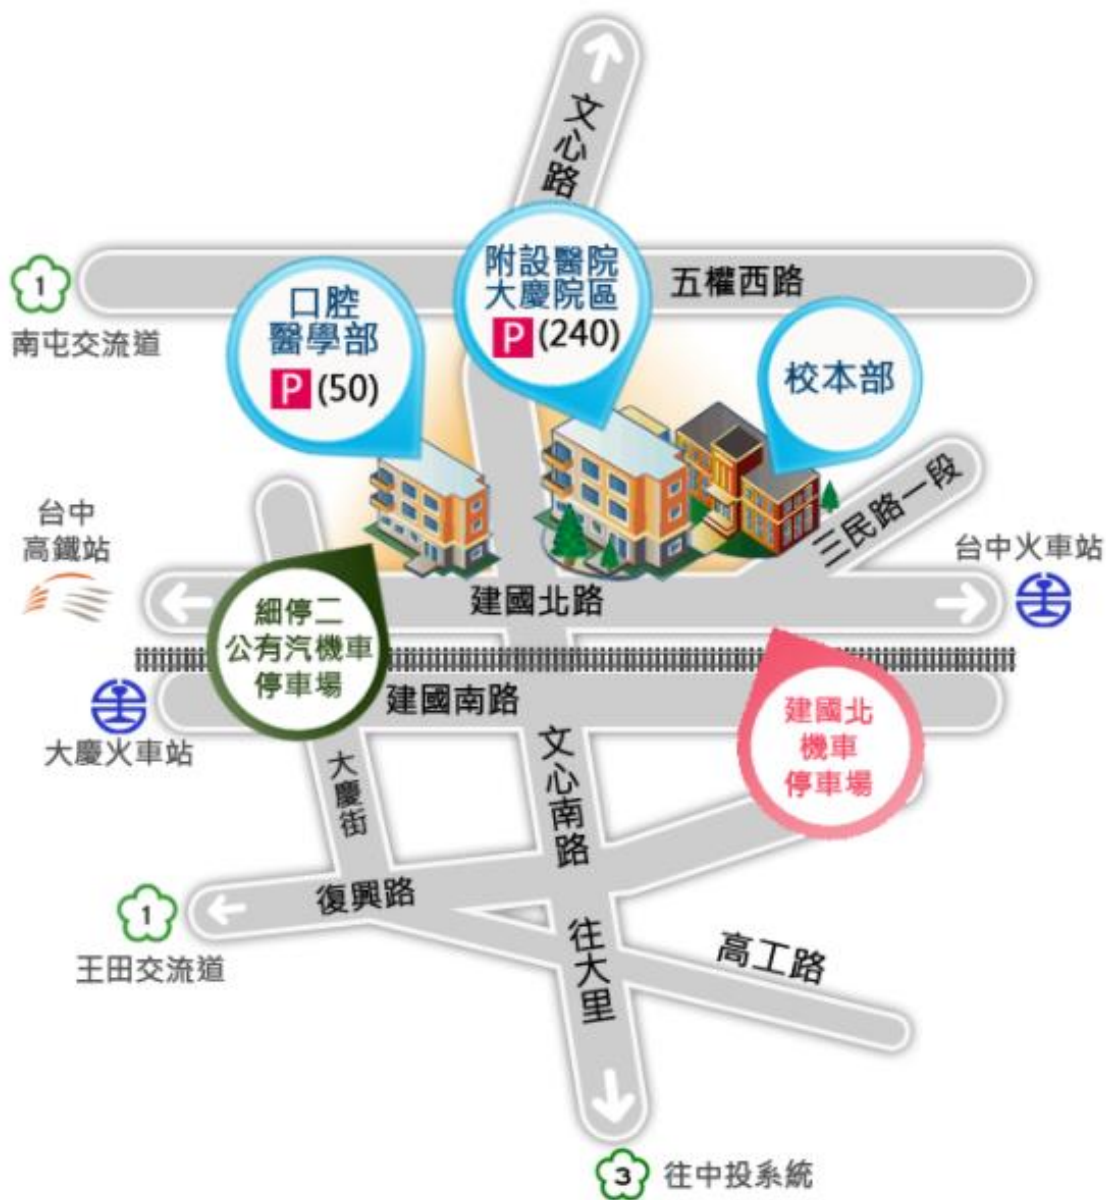 文心路
附設醫院
大慶院區
P (240)
五權西路
1
南屯交流道
口腔
醫學部
P (50)
校本部
三民路一段
台中
高鐵站
台中火車站
建國北路
細停二
公有汽機車
停車場
建國南路
大慶火車站
建國北
機車
停車場
大慶街
文心南路
復興路
1
王田交流道
往大里
高工路
3 往中投系統